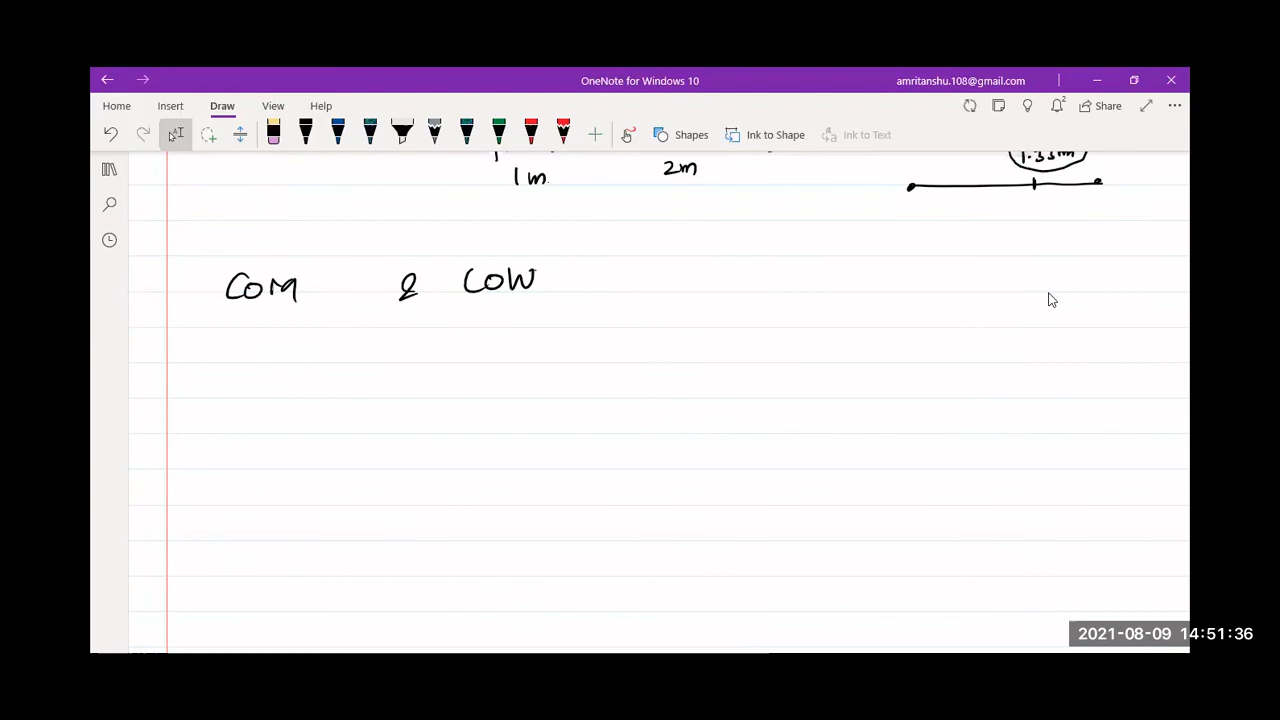 OneNote for Windows 10
amritanshu.108@gmail.com
Home Insert Draw View Help
2 Share
Shapes Ink to Shape Ink to Text
1.33m
1m 2m
COM & COW
2021-08-09 14:51:36